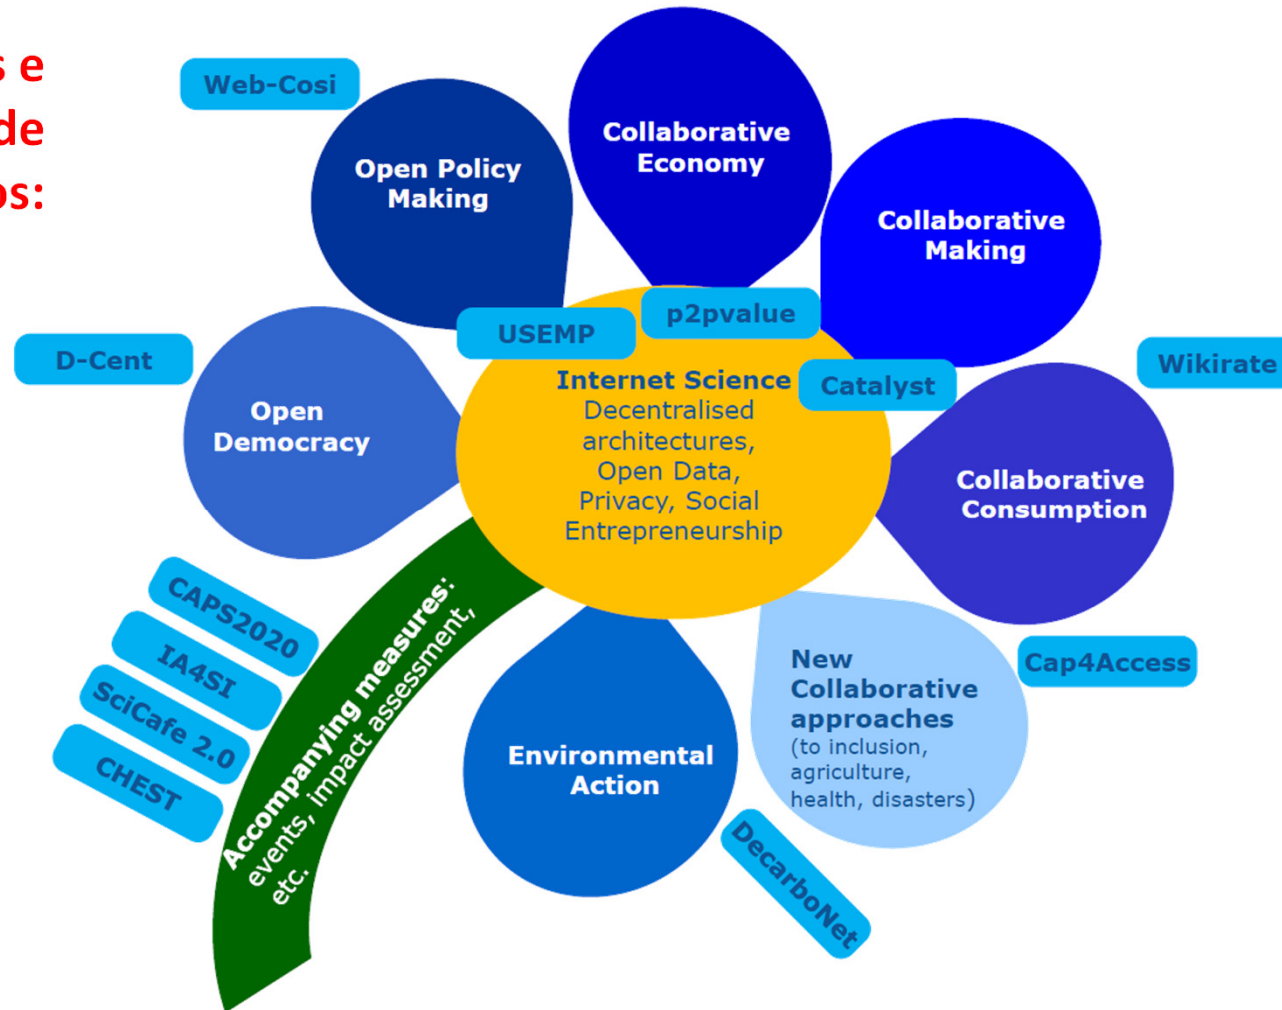 s e
de
os:
Web-Cosi
Open Policy
Making
Collaborative
Economy
Collaborative
Making
D-Cent
Open
Democracy
USEMP
p2pvalue
Catalyst
Wikirate
Internet Science
Decentralised
architectures,
Open Data,
Privacy, Social
Entrepreneurship
Collaborative
Consumption
CAPS2020
IA4SI
SciCafe 2.0
CHEST
Accompanying measures:
events, impact assessment,
etc.
Environmental
Action
New
Collaborative
approaches
(to inclusion,
agriculture,
health, disasters)
Cap4Access
DecarboNet